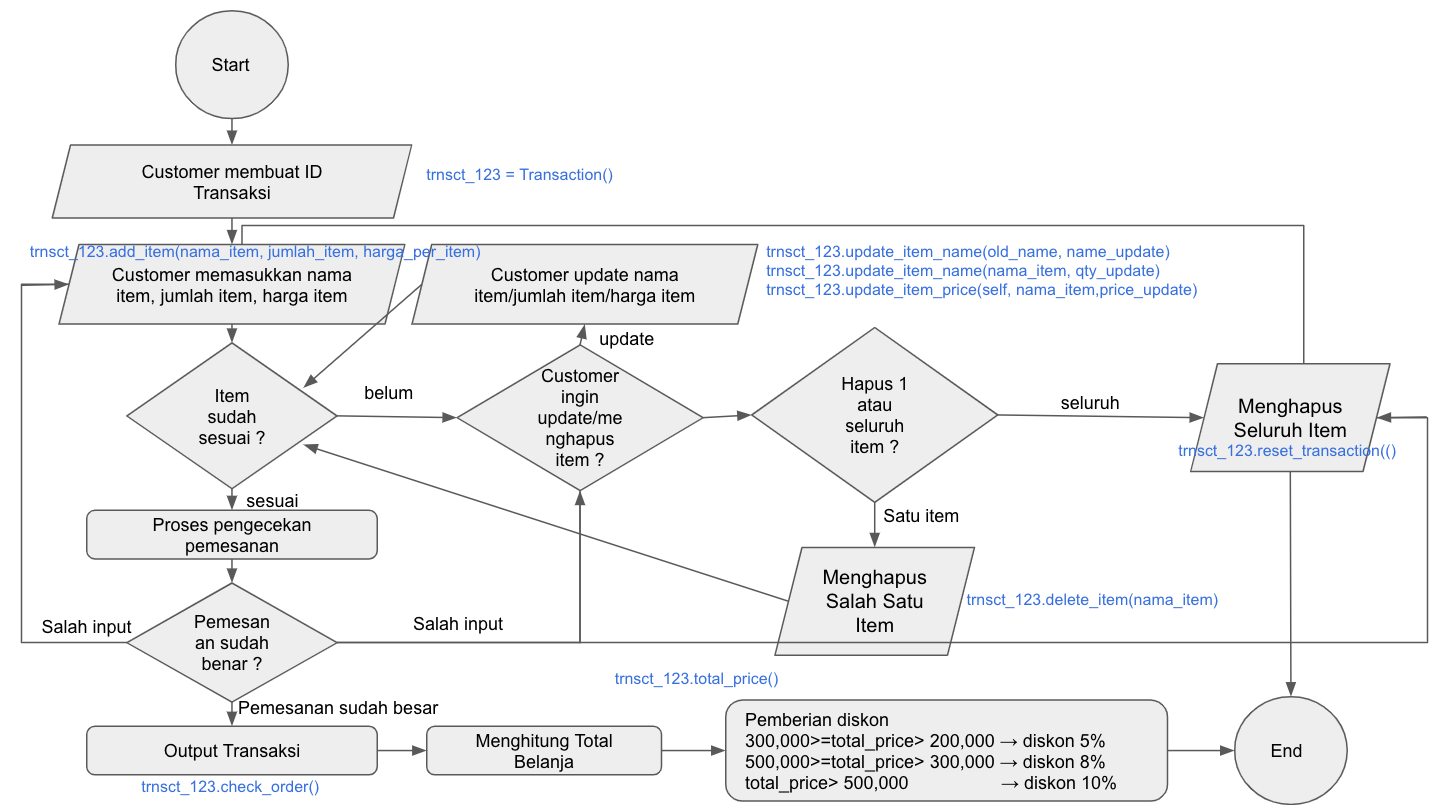 Start
Customer membuat ID
Transaksi
trnsct_123 = Transaction()
trnsct_123.add_item(nama_item, jumlah_item, harga_per_item)
Customer memasukkan nama
item, jumlah item, harga item
Customer update nama
item/jumlah item/harga item
trnsct_123.update_item_name(old_name, name_update)
trnsct_123.update_item_name(nama_item, qty_update)
trnsct_123.update_item_price(self, nama_item,price_update)
update
Item
sudah
sesuai ?
belum
Customer
ingin
update/me
nghapus
item ?
Hapus 1
atau
seluruh
item ?
seluruh
Menghapus
Seluruh Item
trnsct_123.reset_transaction(()
sesuai
Satu item
Proses pengecekan
pemesanan
Menghapus
Salah Satu
Item
trnsct_123.delete_item(nama_item)
Salah input
Pemesan
an sudah
benar ?
Salah input
trnsct_123.total_price()
Pemesanan sudah besar
Output Transaksi
trnsct_123.check_order()
Menghitung Total
Belanja
Pemberian diskon
300,000>=total_price> 200,000 → diskon 5%
500,000>=total_price> 300,000 → diskon 8%
total_price> 500,000 → diskon 10%
End